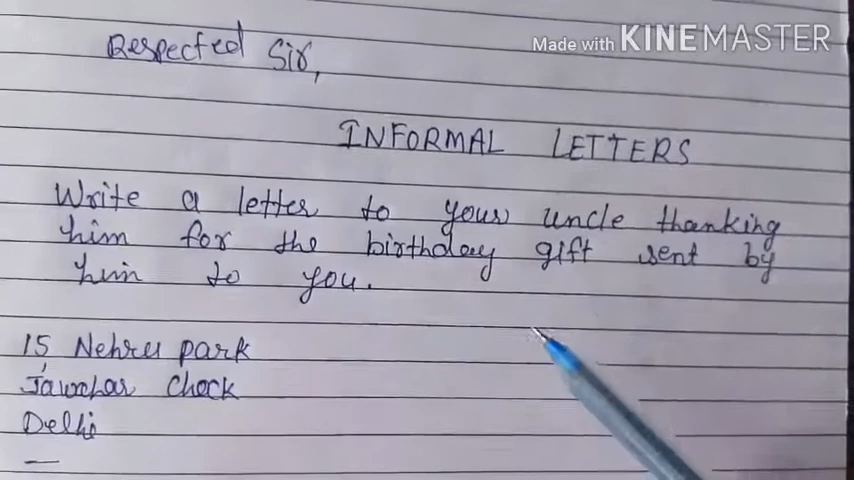 Made with KINEMASTER
Respected Sir,
INFORMAL LETTERS
Write a letter to your uncle thanking
him for the birthday gift sent by
him to you.
15, Nehru park
Jawahar Chock
Delhi